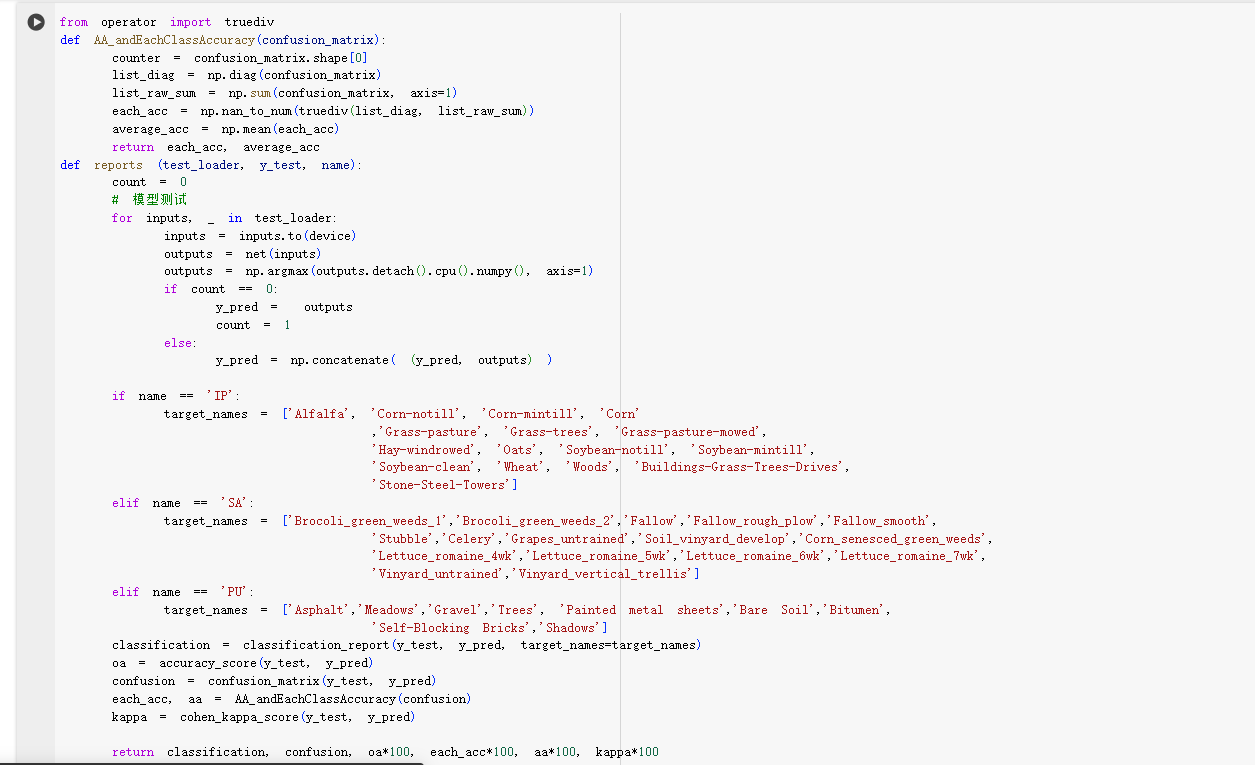 from operator import truediv
def AA_andEachClassAccuracy(confusion_matrix):
counter = confusion_matrix.shape[0]
list_diag = np.diag(confusion_matrix)
list_raw_sum = np.sum(confusion_matrix, axis=1)
each_acc = np.nan_to_num(truediv(list_diag, list_raw_sum))
average_acc = np.mean(each_acc)
return each_acc, average_acc
def reports (test_loader, y_test, name):
count = 0
# 模型测试
for inputs, _ in test_loader:
inputs = inputs.to(device)
outputs = net(inputs)
outputs = np.argmax(outputs.detach().cpu().numpy(), axis=1)
if count == 0:
y_pred = outputs
count = 1
else:
y_pred = np.concatenate( (y_pred, outputs) )
if name == 'IP':
target_names = ['Alfalfa', 'Corn-notill', 'Corn-mintill', 'Corn'
,'Grass-pasture', 'Grass-trees', 'Grass-pasture-mowed',
'Hay-windrowed', 'Oats', 'Soybean-notill', 'Soybean-mintill',
'Soybean-clean', 'Wheat', 'Woods', 'Buildings-Grass-Trees-Drives',
'Stone-Steel-Towers']
elif name == 'SA':
target_names = ['Brocoli_green_weeds_1','Brocoli_green_weeds_2','Fallow','Fallow_rough_plow','Fallow_smooth',
'Stubble','Celery','Grapes_untrained','Soil_vinyard_develop','Corn_senesced_green_weeds',
'Lettuce_romaine_4wk','Lettuce_romaine_5wk','Lettuce_romaine_6wk','Lettuce_romaine_7wk',
'Vinyard_untrained','Vinyard_vertical_trellis']
elif name == 'PU':
target_names = ['Asphalt','Meadows','Gravel','Trees', 'Painted metal sheets','Bare Soil','Bitumen',
'Self-Blocking Bricks','Shadows']
classification = classification_report(y_test, y_pred, target_names=target_names)
oa = accuracy_score(y_test, y_pred)
confusion = confusion_matrix(y_test, y_pred)
each_acc, aa = AA_andEachClassAccuracy(confusion)
kappa = cohen_kappa_score(y_test, y_pred)
return classification, confusion, oa*100, each_acc*100, aa*100, kappa*100